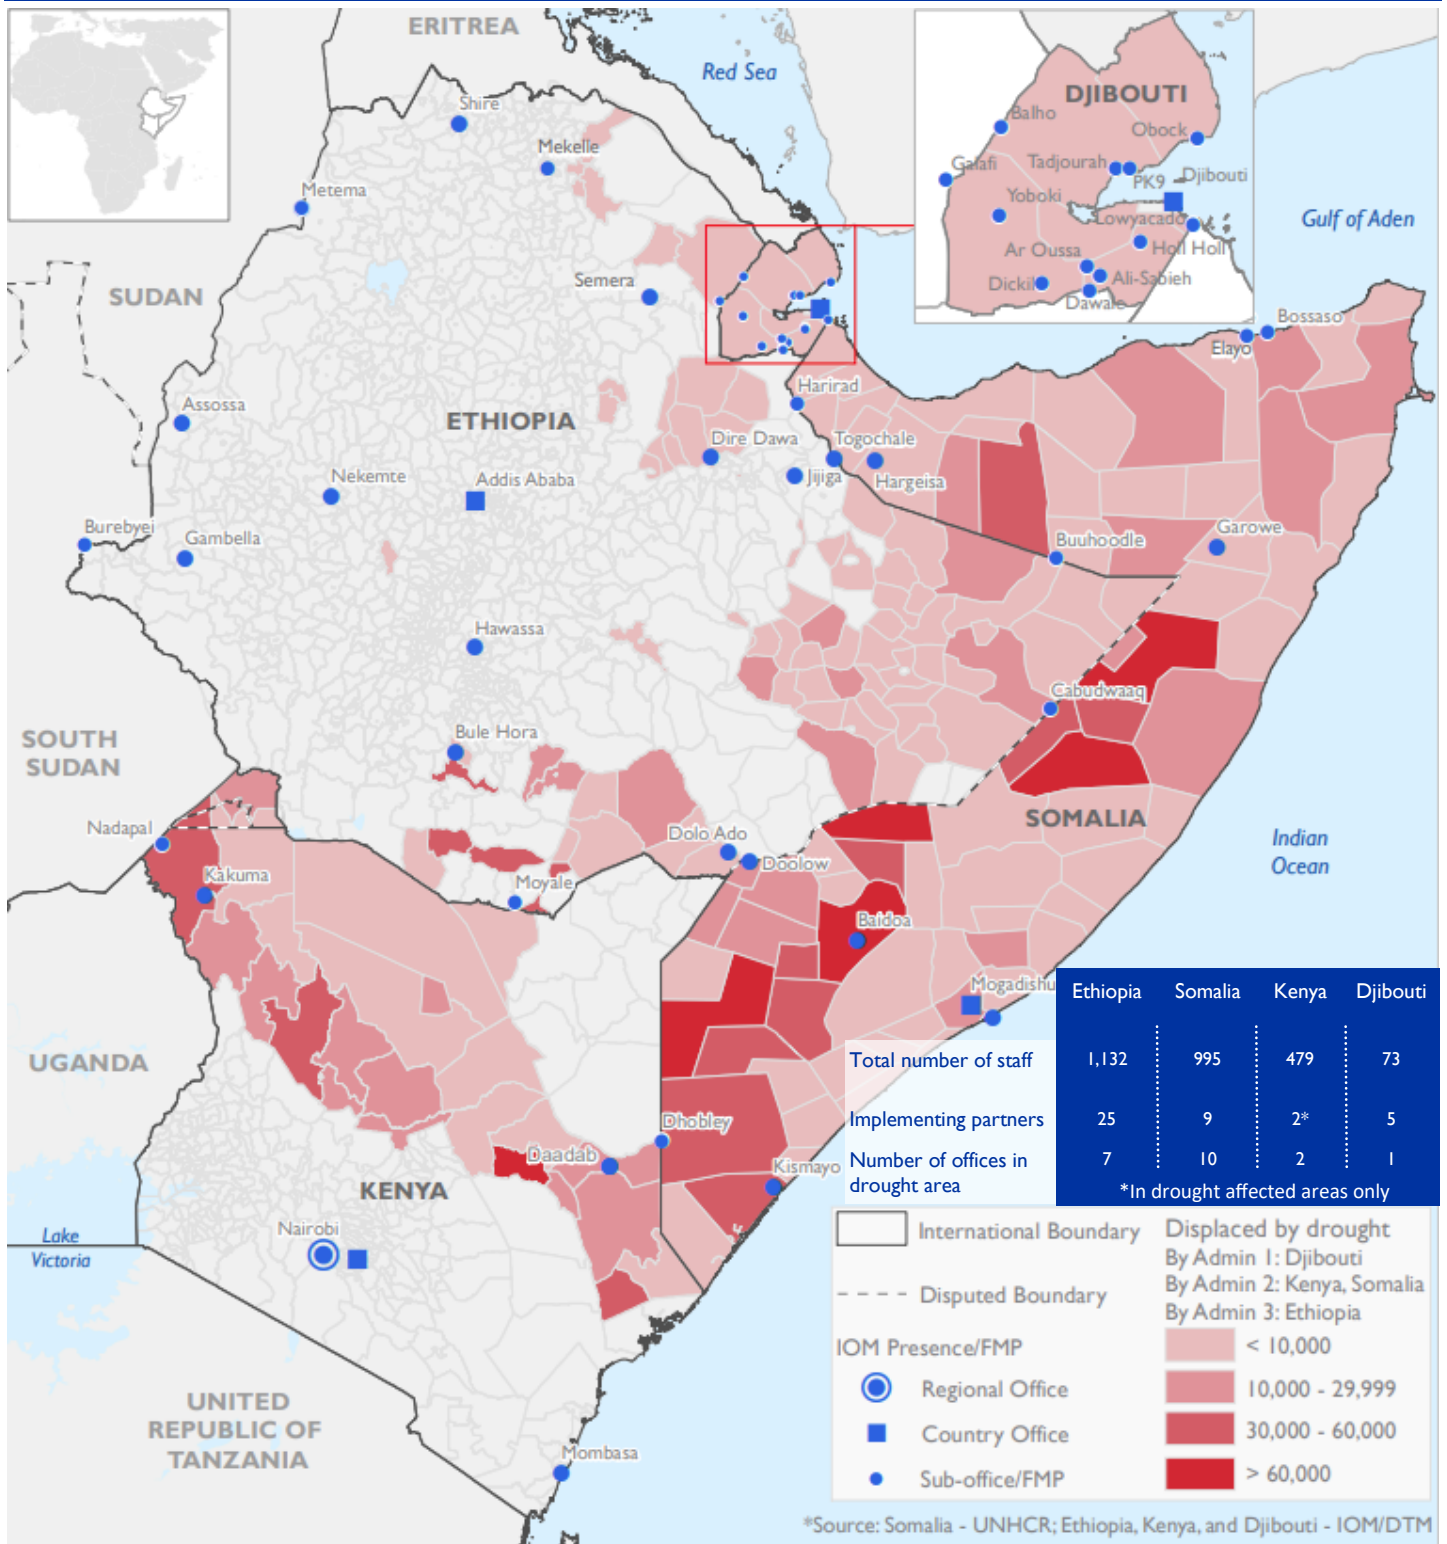 ERITREA
Red Sea
Shire
Mekelle
Metema
SUDAN
Semera
DJIBOUTI
Balho
Obock
Galafi
Tadjourah
PK9
Djibouti
Yoboki
Lowyacado
Ar Oussa
Holl Holl
Dickil
Ali-Sabieh
Dawale
Gulf of Aden
Bossaso
Elayo
Harirad
Assossa
ETHIOPIA
Dire Dawa
Togochale
Nekemte
Addis Ababa
Jijiga
Hargeisa
Burebyei
Gambella
Buuhoodle
Garowe
Hawassa
Cabudwaaq
SOUTH
SUDAN
Bule Hora
SOMALIA
Nadapal
Dolo Ado
Doolow
Indian
Ocean
Kakuma
Moyale
Baidoa
Mogadishu
UGANDA
Dhobley
Daadab
Kismayo
KENYA
Nairobi
Lake
Victoria
UNITED
REPUBLIC OF
TANZANIA
Mombasa
Ethiopia Somalia Kenya Djibouti
Total number of staff 1,132 995 479 73
Implementing partners 25 9 2* 5
Number of offices in 7 10 2 1
drought area
*In drought affected areas only
International Boundary
Disputed Boundary
IOM Presence/FMP
Regional Office
Country Office
Sub-office/FMP
Displaced by drought
By Admin 1: Djibouti
By Admin 2: Kenya, Somalia
By Admin 3: Ethiopia
< 10,000
10,000 - 29,999
30,000 - 60,000
> 60,000
*Source: Somalia - UNHCR; Ethiopia, Kenya, and Djibouti - IOM/DTM